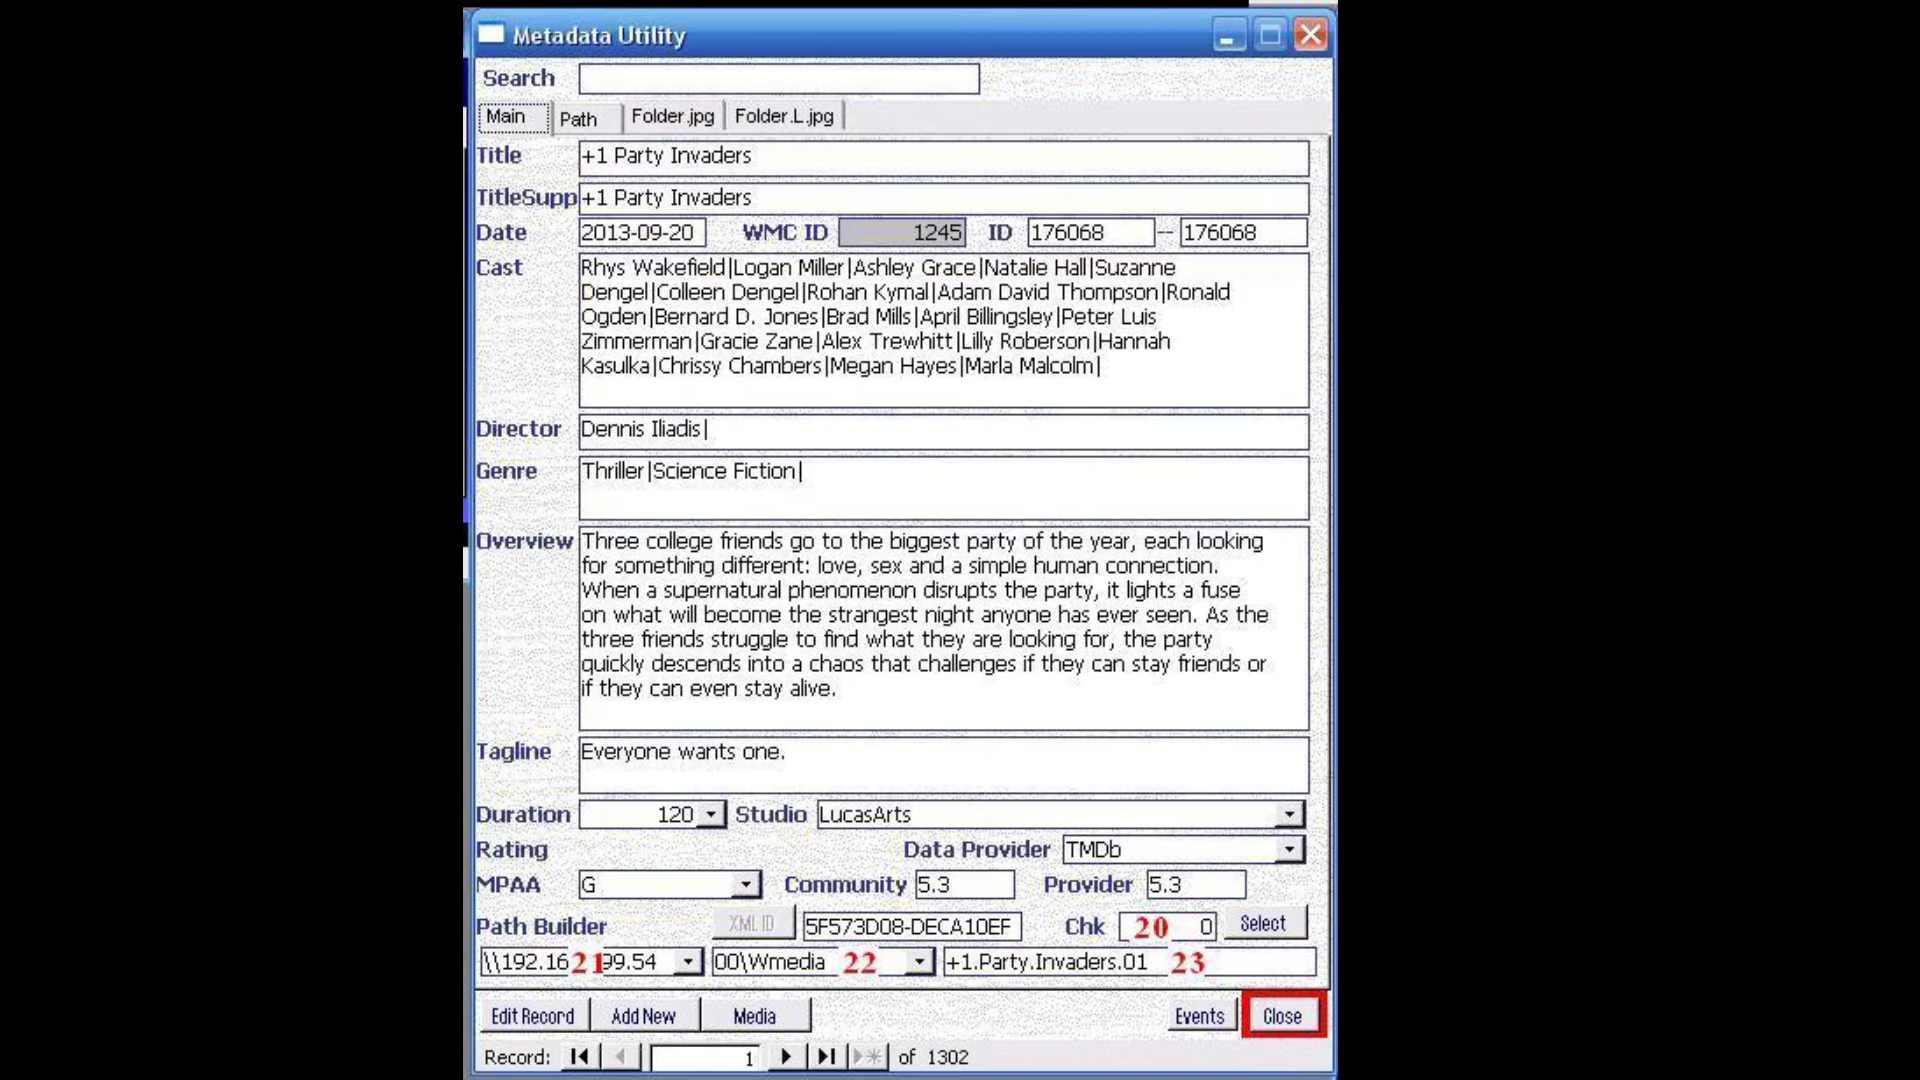 Metadata Utility
Search
Main Path Folder.jpg Folder.L.jpg
Title +1 Party Invaders
TitleSupp +1 Party Invaders
Date 2013-09-20 WMC ID 1245 ID 176068 -- 176068
Cast Rhys Wakefield|Logan Miller|Ashley Grace|Natalie Hall|Suzanne
Dengel|Colleen Dengel|Rohan Kymal|Adam David Thompson|Ronald
Ogden|Bernard D. Jones|Brad Mills|April Billingsley|Peter Luis
Zimmerman|Gracie Zane|Alex Trewhitt|Lilly Roberson|Hannah
Kasulka|Chrissy Chambers|Megan Hayes|Marla Malcolm|
Director Dennis Iliadis|
Genre Thriller|Science Fiction|
Overview Three college friends go to the biggest party of the year, each looking
for something different: love, sex and a simple human connection.
When a supernatural phenomenon disrupts the party, it lights a fuse
on what will become the strangest night anyone has ever seen. As the
three friends struggle to find what they are looking for, the party
quickly descends into a chaos that challenges if they can stay friends or
if they can even stay alive.
Tagline Everyone wants one.
Duration 120 Studio LucasArts
Rating Data Provider TMDb
MPAA G Community 5.3 Provider 5.3
Path Builder XML ID 5F573D08-DECA10EF Chk 20 0 Select
\\192.16 21 99.54 00\Wmedia 22 +1.Party.Invaders.01 23
Edit Record Add New Media Events Close
Record: 1 of 1302